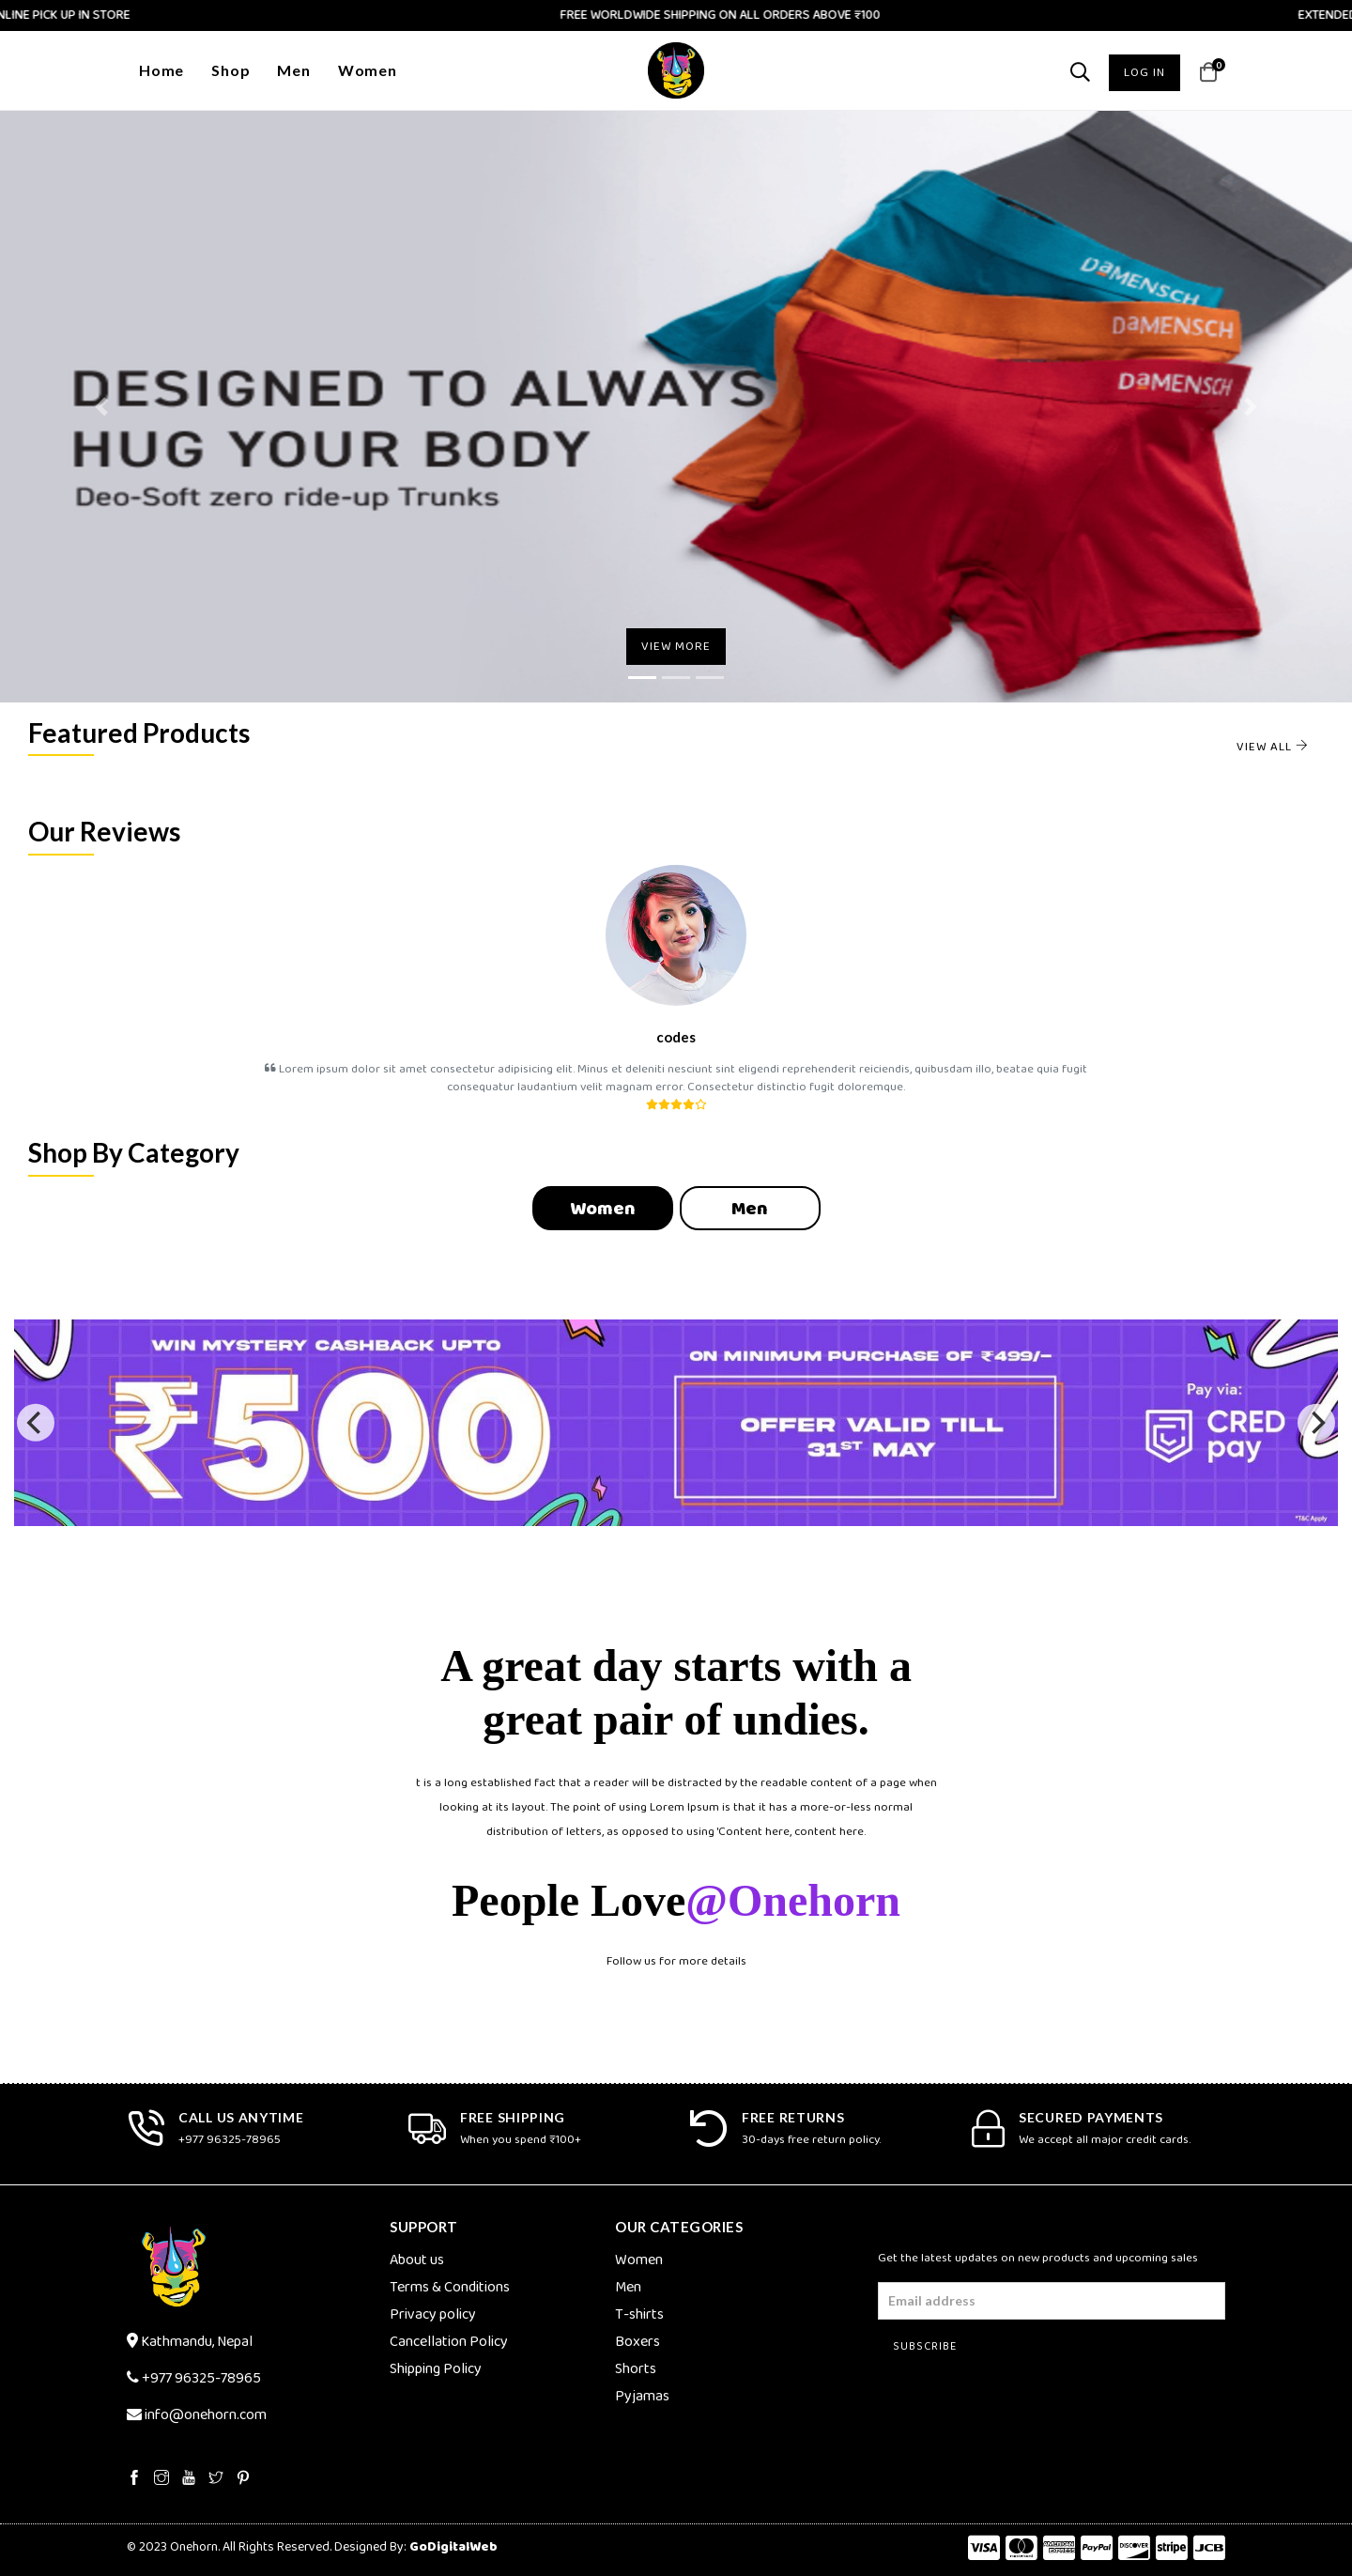 NLINE PICK UP IN STORE
FREE WORLDWIDE SHIPPING ON ALL ORDERS ABOVE ₹100
EXTENDED
Home
Shop
Men
Women
LOG IN
0
DAMENSCH
DAMENSCH
DAMENSCH
DESIGNED TO ALWAYS
HUG YOUR BODY
Deo-Soft zero ride-up Trunks
VIEW MORE
Featured Products
VIEW ALL
Our Reviews
codes
Lorem ipsum dolor sit amet consectetur adipisicing elit. Minus et deleniti nesciunt sint eligendi reprehenderit reiciendis, quibusdam illo, beatae quia fugit
consequatur laudantium velit magnam error. Consectetur distinctio fugit doloremque.
Shop By Category
Women
Men
WIN MYSTERY CASHBACK UPTO
₹500
ON MINIMUM PURCHASE OF ₹499/-
OFFER VALID TILL
31ST MAY
Pay via:
CRED
pay
*T&C Apply
A great day starts with a
great pair of undies.
t is a long established fact that a reader will be distracted by the readable content of a page when
looking at its layout. The point of using Lorem Ipsum is that it has a more-or-less normal
distribution of letters, as opposed to using 'Content here, content here.
People Love@Onehorn
Follow us for more details
CALL US ANYTIME
+977 96325-78965
FREE SHIPPING
When you spend ₹100+
FREE RETURNS
30-days free return policy.
SECURED PAYMENTS
We accept all major credit cards.
Kathmandu, Nepal
+977 96325-78965
info@onehorn.com
SUPPORT
About us
Terms & Conditions
Privacy policy
Cancellation Policy
Shipping Policy
OUR CATEGORIES
Women
Men
T-shirts
Boxers
Shorts
Pyjamas
Get the latest updates on new products and upcoming sales
Email address
SUBSCRIBE
© 2023 Onehorn. All Rights Reserved. Designed By: GoDigitalWeb
VISA
AMERICAN EXPRESS
PayPal
DISCOVER
stripe
JCB